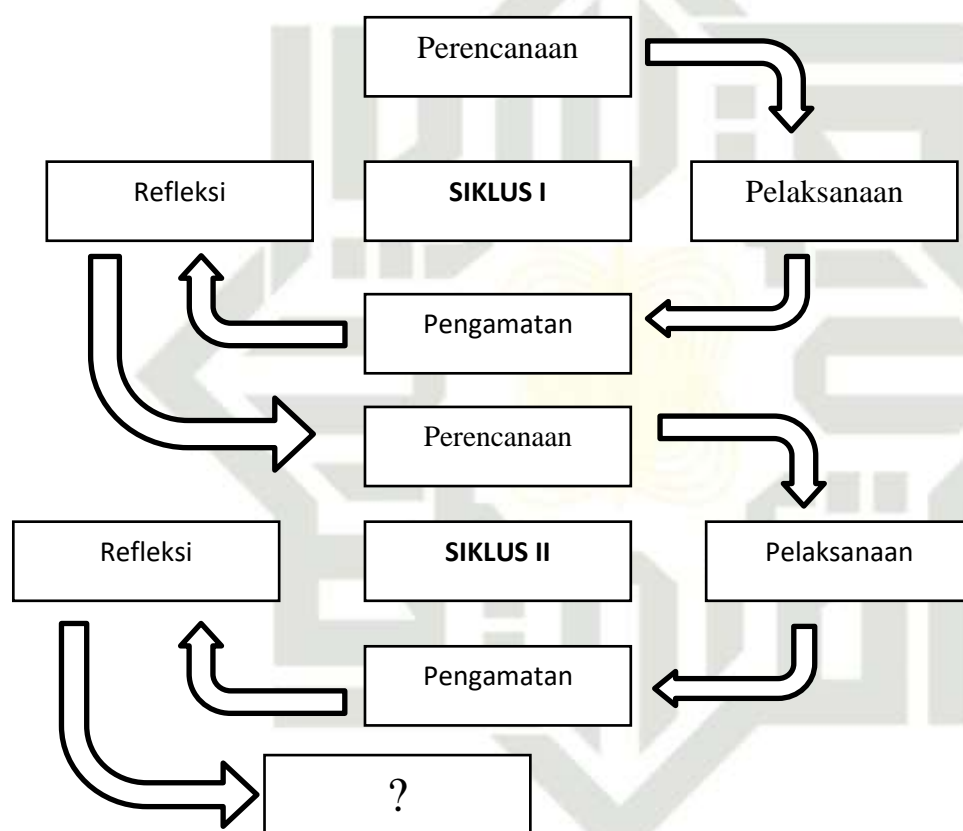 Perencanaan
Refleksi
SIKLUS I
Pelaksanaan
Pengamatan
Perencanaan
Refleksi
SIKLUS II
Pelaksanaan
Pengamatan
?